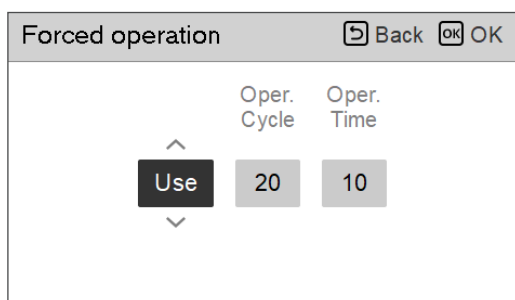 Forced operation Back OK OK
Oper. Oper.
Cycle Time
Use 20 10